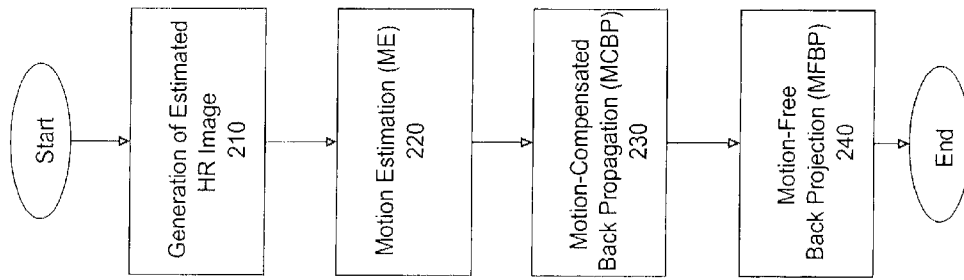 Start
Generation of Estimated
HR Image
210
Motion Estimation (ME)
220
Motion-Compensated
Back Propagation (MCBP)
230
Motion-Free
Back Projection (MFBP)
240
End